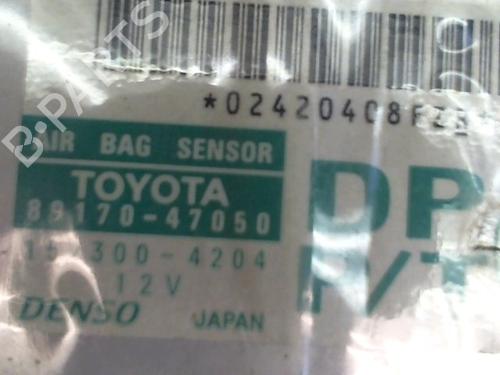 *02420408F
AIR BAG SENSOR
TOYOTA
89170-47050
300-4204
12V
DENSO JAPAN
DP
P/T
B-PARTS